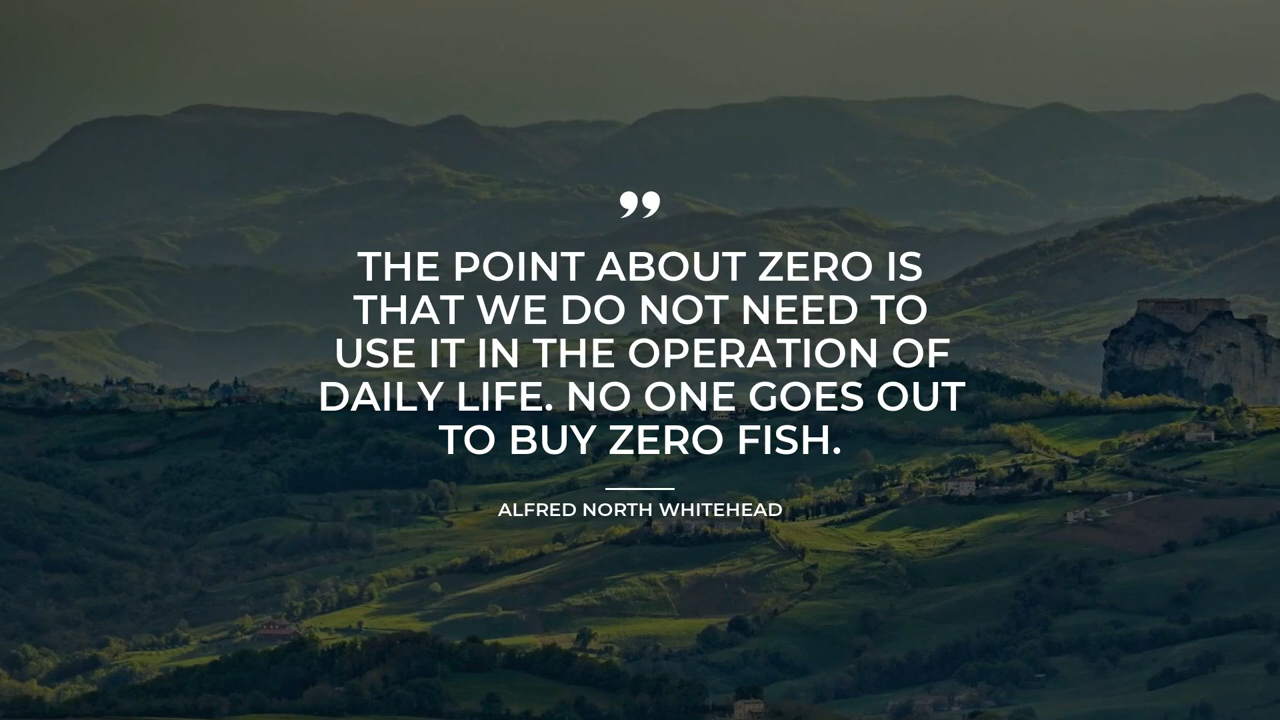 ”
THE POINT ABOUT ZERO IS
THAT WE DO NOT NEED TO
USE IT IN THE OPERATION OF
DAILY LIFE. NO ONE GOES OUT
TO BUY ZERO FISH.
ALFRED NORTH WHITEHEAD